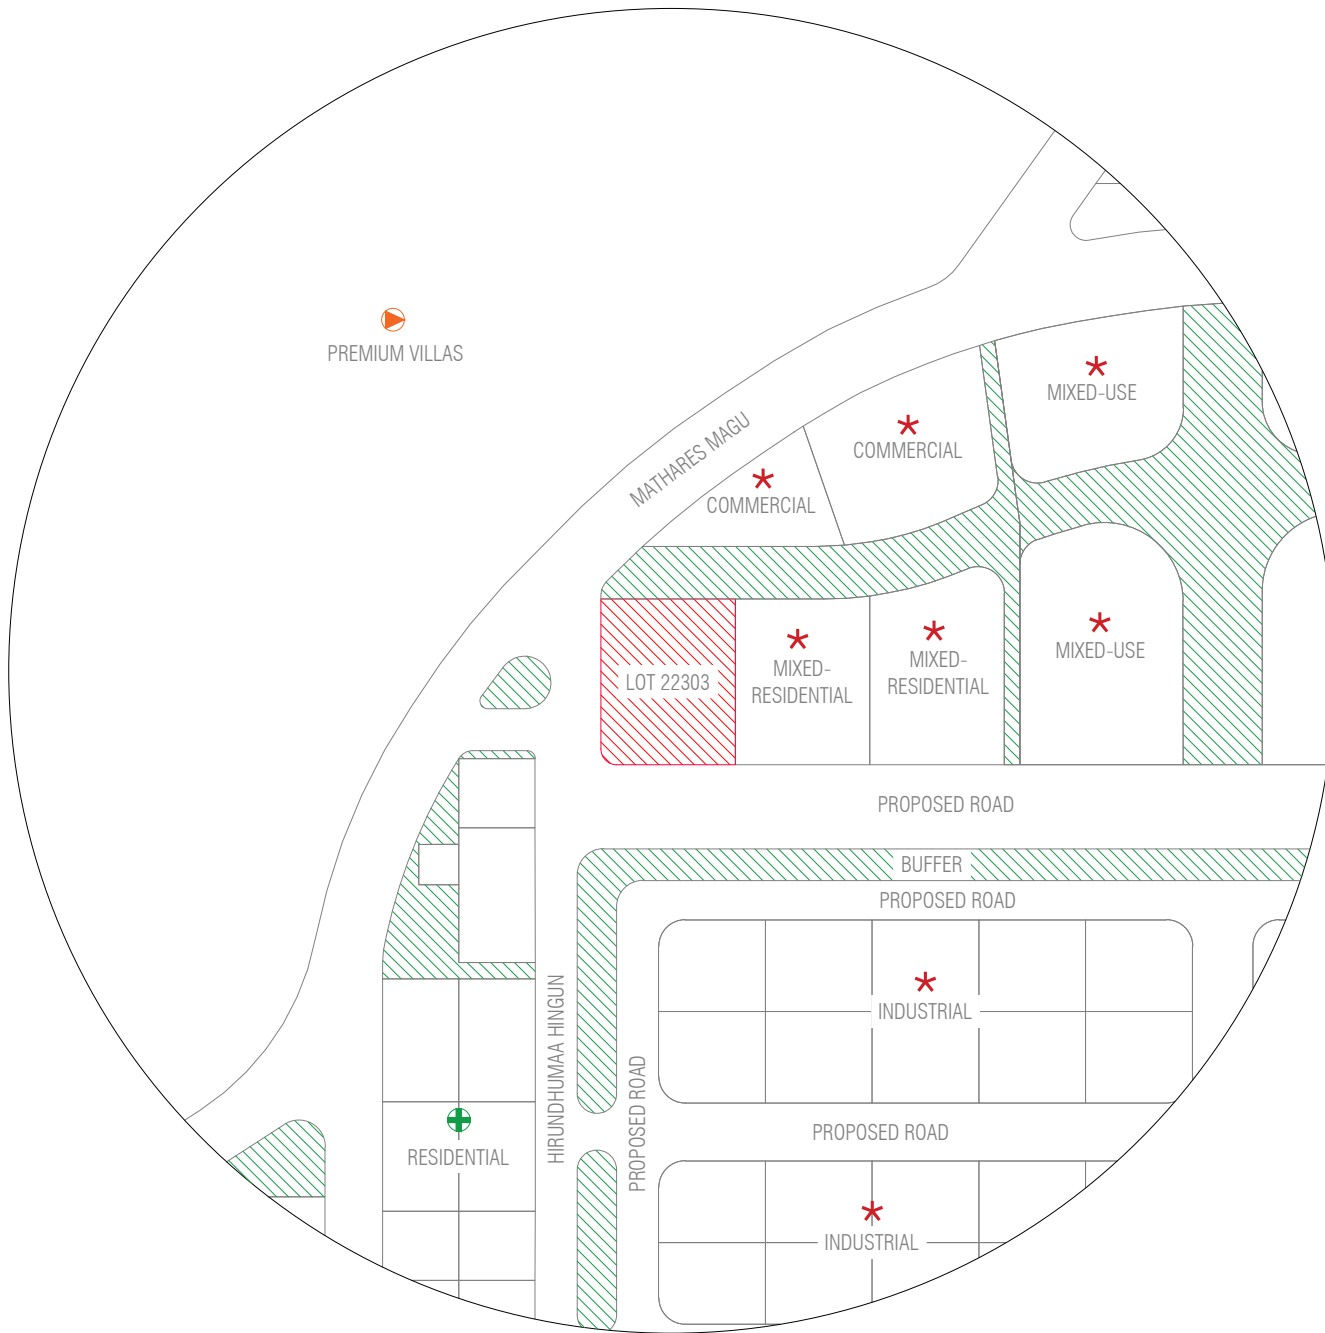 PREMIUM VILLAS
MATHARES MAGU
MIXED-USE
COMMERCIAL
COMMERCIAL
LOT 22303
MIXED-
RESIDENTIAL
MIXED-
RESIDENTIAL
MIXED-USE
PROPOSED ROAD
BUFFER
PROPOSED ROAD
INDUSTRIAL
HIRUNDHUMAA HINGUN
PROPOSED ROAD
PROPOSED ROAD
RESIDENTIAL
INDUSTRIAL